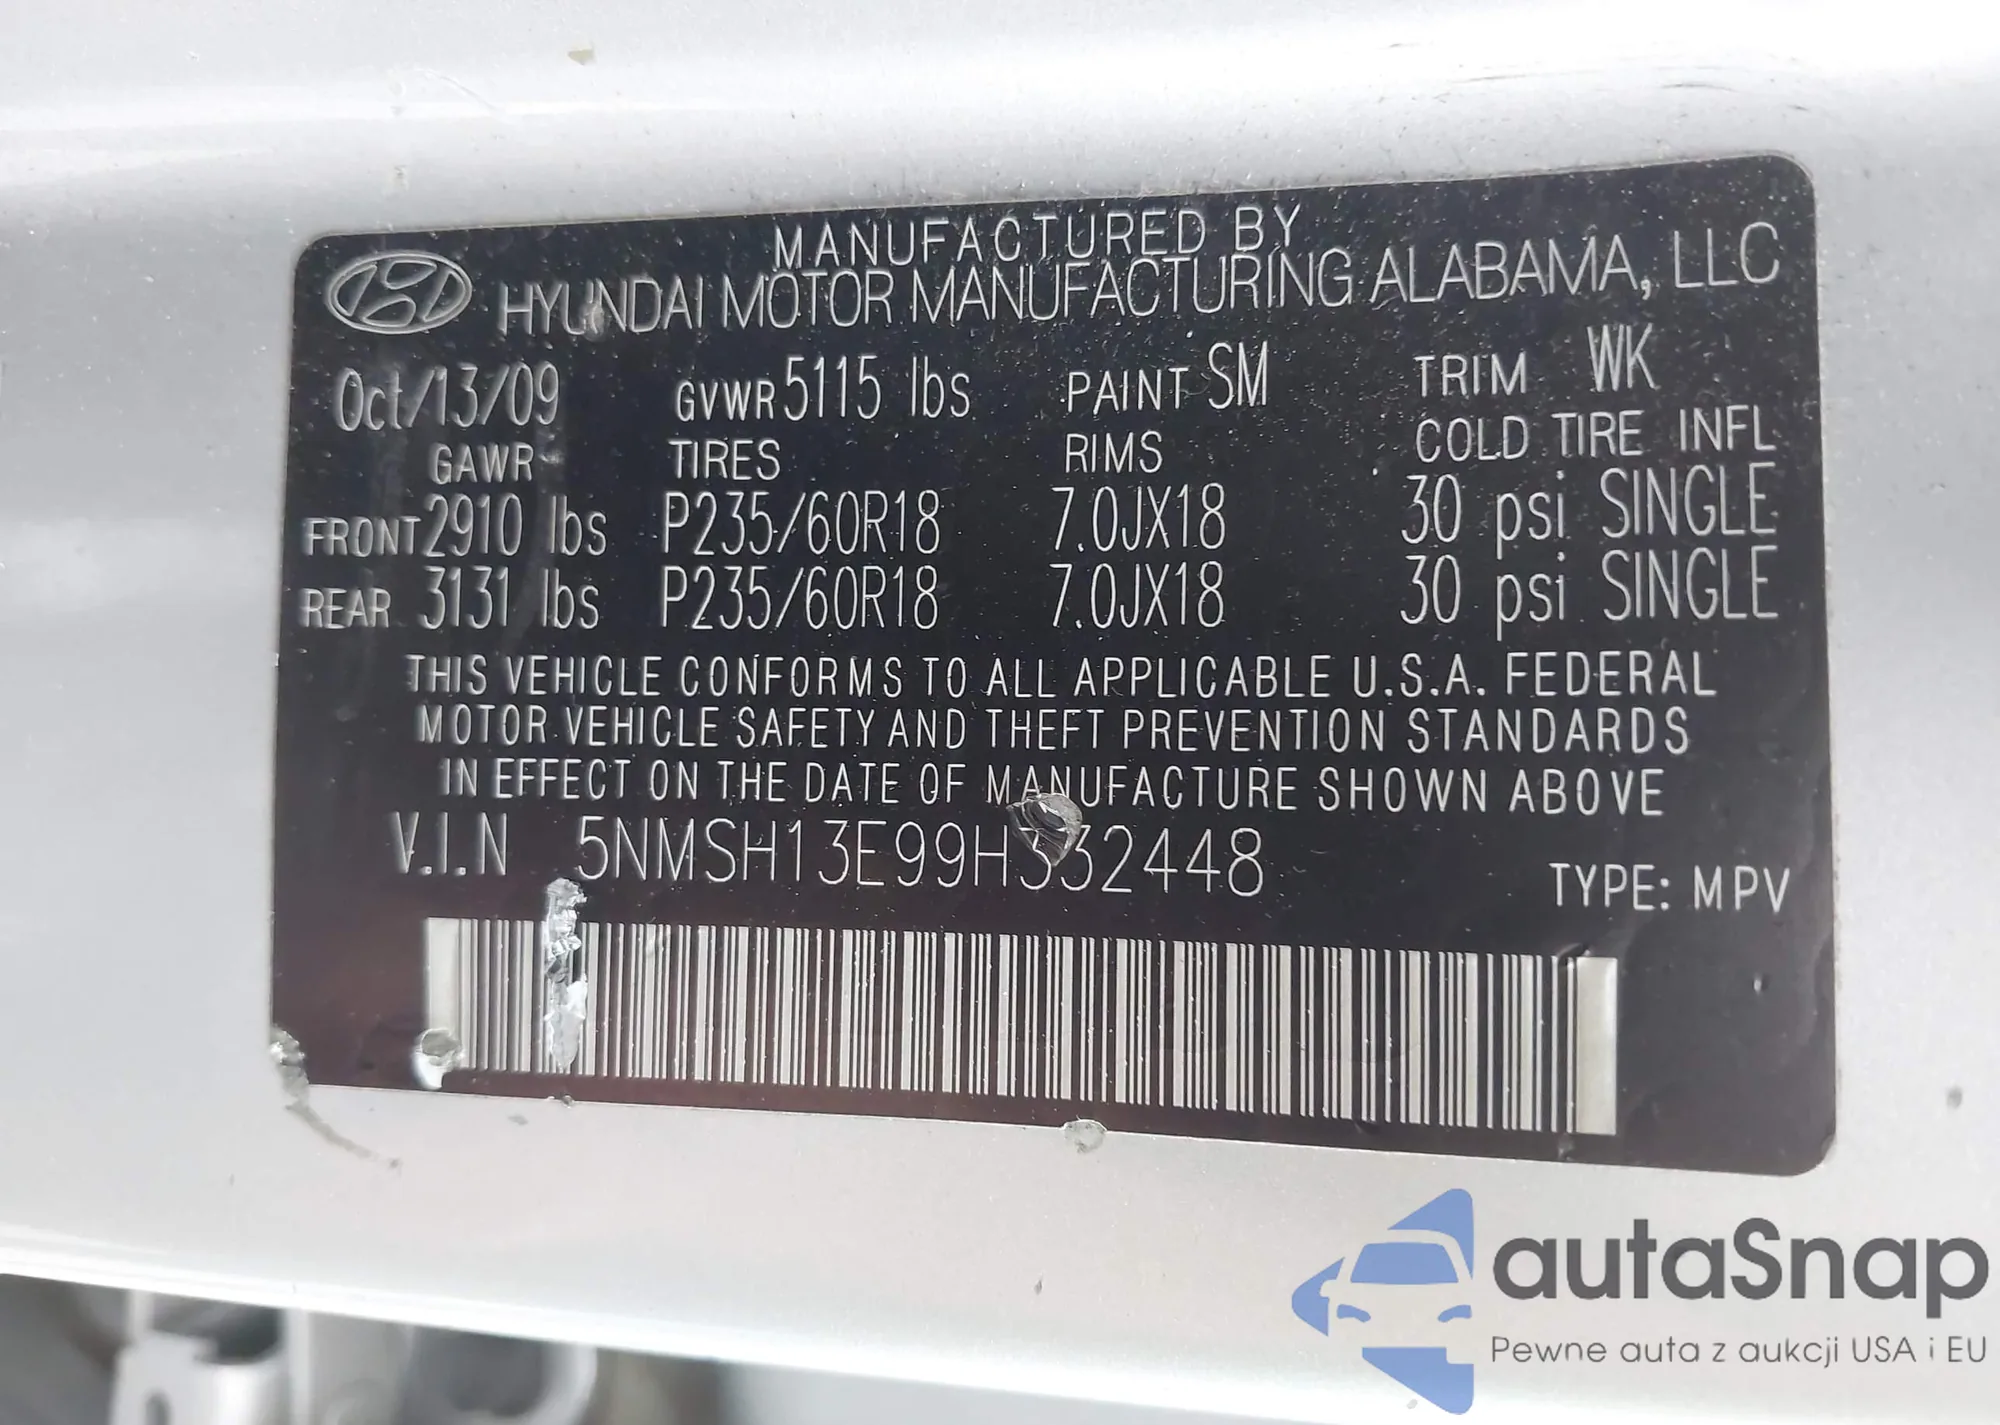 MANUFACTURED BY
HYUNDAI MOTOR MANUFACTURING ALABAMA, LLC
Oct/13/09 GVWR 5115 lbs PAINT SM TRIM WK
GAWR TIRES RIMS COLD TIRE INFL
FRONT 2910 lbs P235/60R18 7.0JX18 30 psi SINGLE
REAR 3131 lbs P235/60R18 7.0JX18 30 psi SINGLE
THIS VEHICLE CONFORMS TO ALL APPLICABLE U.S.A. FEDERAL
MOTOR VEHICLE SAFETY AND THEFT PREVENTION STANDARDS
IN EFFECT ON THE DATE OF MANUFACTURE SHOWN ABOVE
V.I.N 5NMSH13E99H332448
TYPE: MPV
autaSnap
Pewne auta z aukcji USA i EU